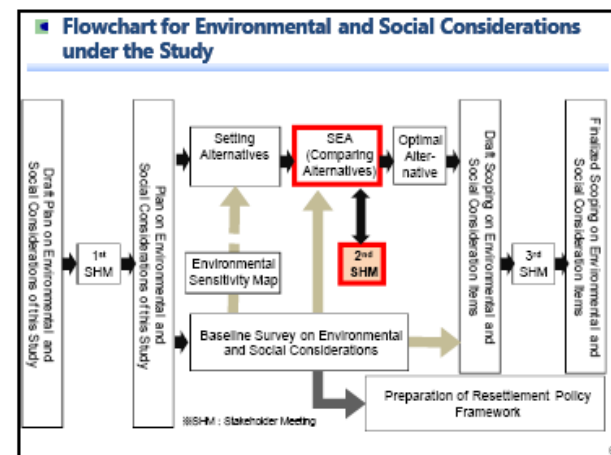 Flowchart for Environmental and Social Considerations
under the Study
Draft Plan on Environmental and
Social Considerations of this Study
1st
SHM
Plan on Environmental and
Social Considerations of this Study
Setting
Alternatives
SEA
(Comparing
Alternatives)
Optimal
Alter-
native
Environmental
Sensitivity Map
2nd
SHM
Baseline Survey on Environmental
and Social Considerations
Draft Scoping on Environmental and
Social Consideration Items
3rd
SHM
Finalized Scoping on Environmental and
Social Consideration Items
Preparation of Resettlement Policy
Framework
※SHM : Stakeholder Meeting